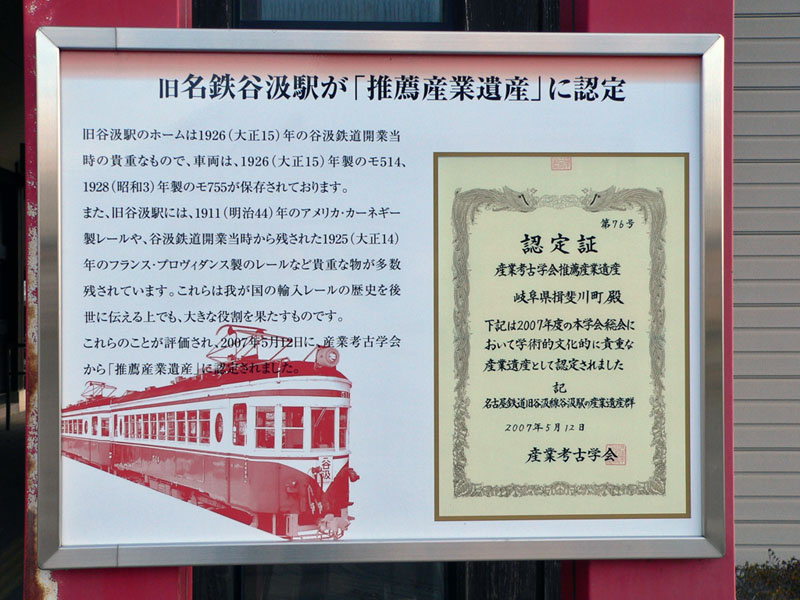 旧名鉄谷汲駅が「推薦産業遺産」に認定
旧谷汲駅のホームは1926(大正15)年の谷汲鉄道開業当
時の貴重なもので、車両は、1926(大正15)年製のモ514、
1928(昭和3)年製のモ755が保存されております。
また、旧谷汲駅には、1911(明治44)年のアメリカ・カーネギー
製レールや、谷汲鉄道開業当時から残された1925(大正14)
年のフランス・プロヴィダンス製のレールなど貴重な物が多数
残されています。これらは我が国の輸入レールの歴史を後
世に伝える上でも、大きな役割を果たすものです。
これらのことが評価され、2007年5月12日に、産業考古学会
から「推薦産業遺産」に認定されました。
谷汲
第76号
認定証
産業考古学会推薦産業遺産
岐阜県揖斐川町 殿
下記は2007年度の本学会総会に
おいて学術的文化的に貴重な
産業遺産として認定されました
記
名古屋鉄道旧谷汲線谷汲駅の産業遺産群
2007年5月12日
産業考古学会